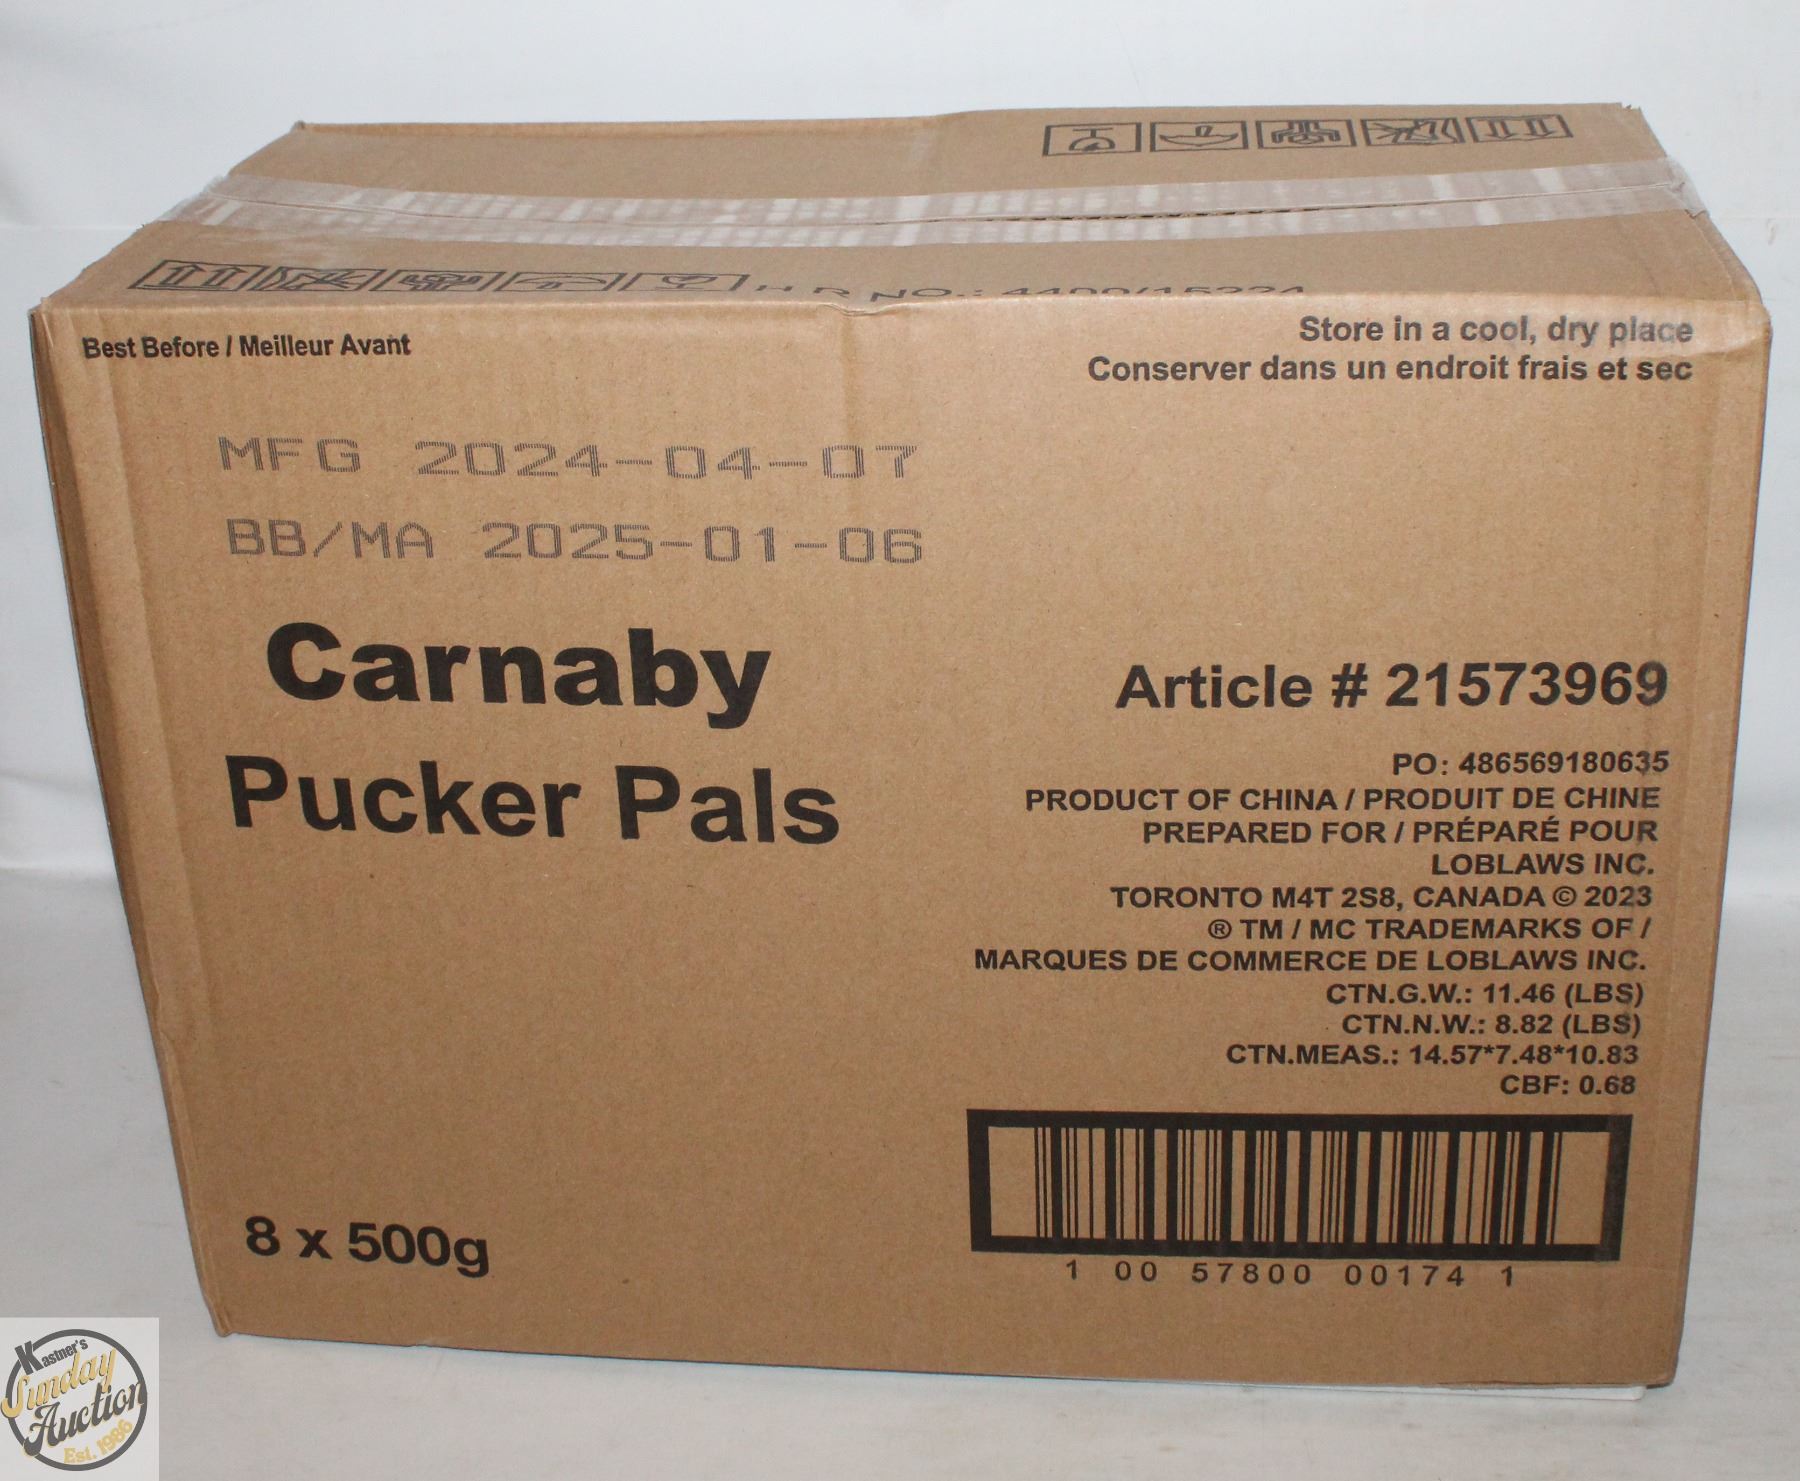 H R NO.: 4400/15224
Best Before / Meilleur Avant
Store in a cool, dry place
Conserver dans un endroit frais et sec
MFG 2024-04-07
BB/MA 2025-01-06
Carnaby
Pucker Pals
Article # 21573969
PO: 486569180635
PRODUCT OF CHINA / PRODUIT DE CHINE
PREPARED FOR / PRÉPARÉ POUR
LOBLAWS INC.
TORONTO M4T 2S8, CANADA © 2023
® TM / MC TRADEMARKS OF /
MARQUES DE COMMERCE DE LOBLAWS INC.
CTN.G.W.: 11.46 (LBS)
CTN.N.W.: 8.82 (LBS)
CTN.MEAS.: 14.57*7.48*10.83
CBF: 0.68
8 x 500g
1 00 57800 00174 1
Kastner's
Sunday
Auction
Est. 1986